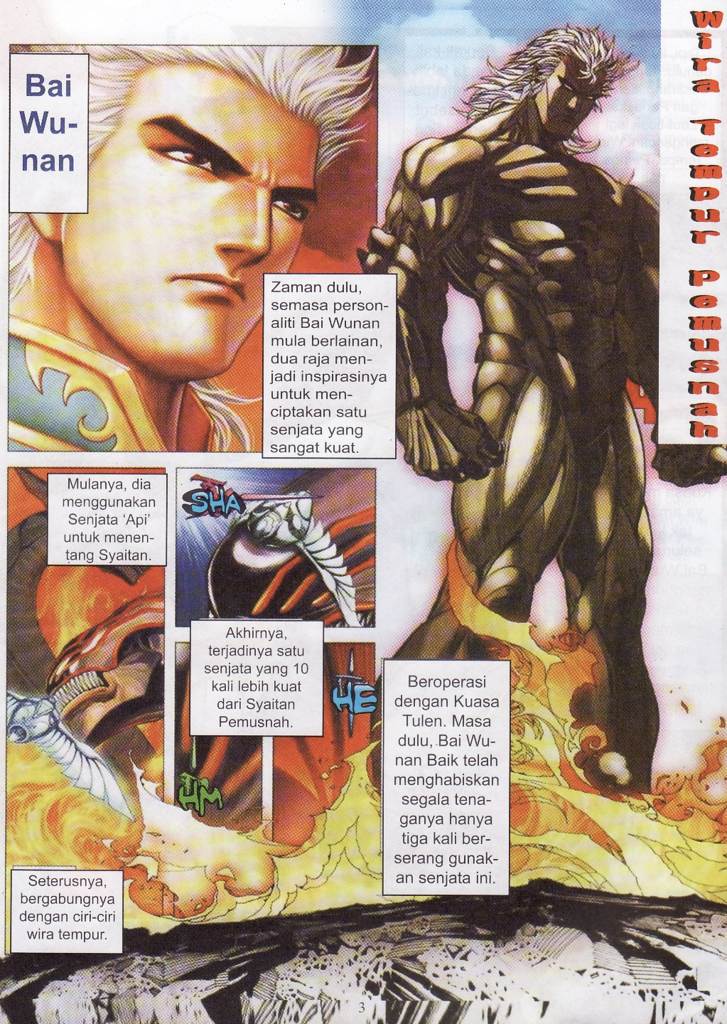 Wira Tempur Pemusnah
Bai
Wu-
nan
Zaman dulu,
semasa person-
aliti Bai Wunan
mula berlainan,
dua raja men-
jadi inspirasinya
untuk men-
ciptakan satu
senjata yang
sangat kuat.
Mulanya, dia
menggunakan
Senjata ‘Api’
untuk menen-
tang Syaitan.
SHA
Akhirnya,
terjadinya satu
senjata yang 10
kali lebih kuat
dari Syaitan
Pemusnah.
HE
HM
Beroperasi
dengan Kuasa
Tulen. Masa
dulu, Bai Wu-
nan Baik telah
menghabiskan
segala tena-
ganya hanya
tiga kali ber-
serang gunak-
an senjata ini.
Seterusnya,
bergabungnya
dengan ciri-ciri
wira tempur.
3